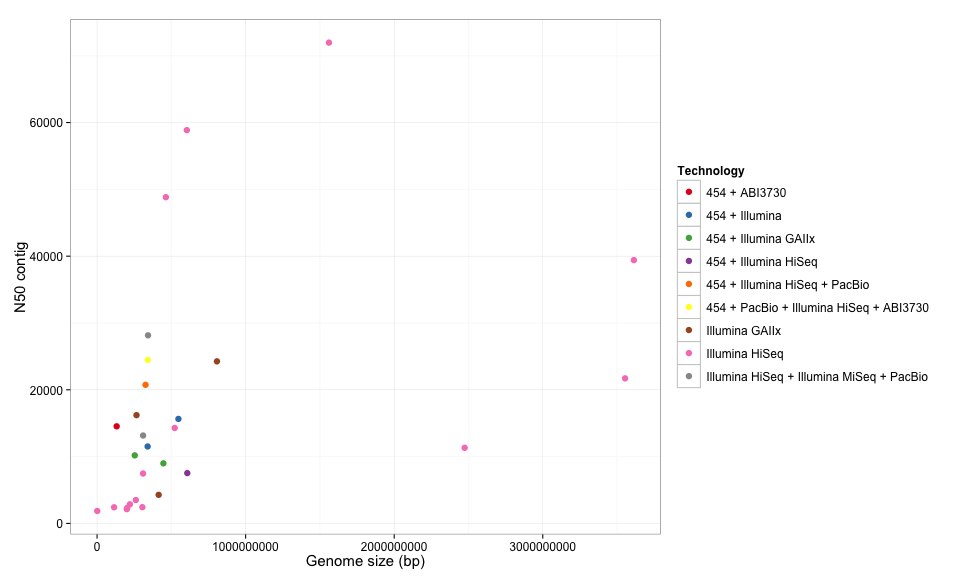 60000
40000
20000
0
N50 contig
0 1000000000 2000000000 3000000000
Genome size (bp)
Technology
454 + ABI3730
454 + Illumina
454 + Illumina GAIIx
454 + Illumina HiSeq
454 + Illumina HiSeq + PacBio
454 + PacBio + Illumina HiSeq + ABI3730
Illumina GAIIx
Illumina HiSeq
Illumina HiSeq + Illumina MiSeq + PacBio